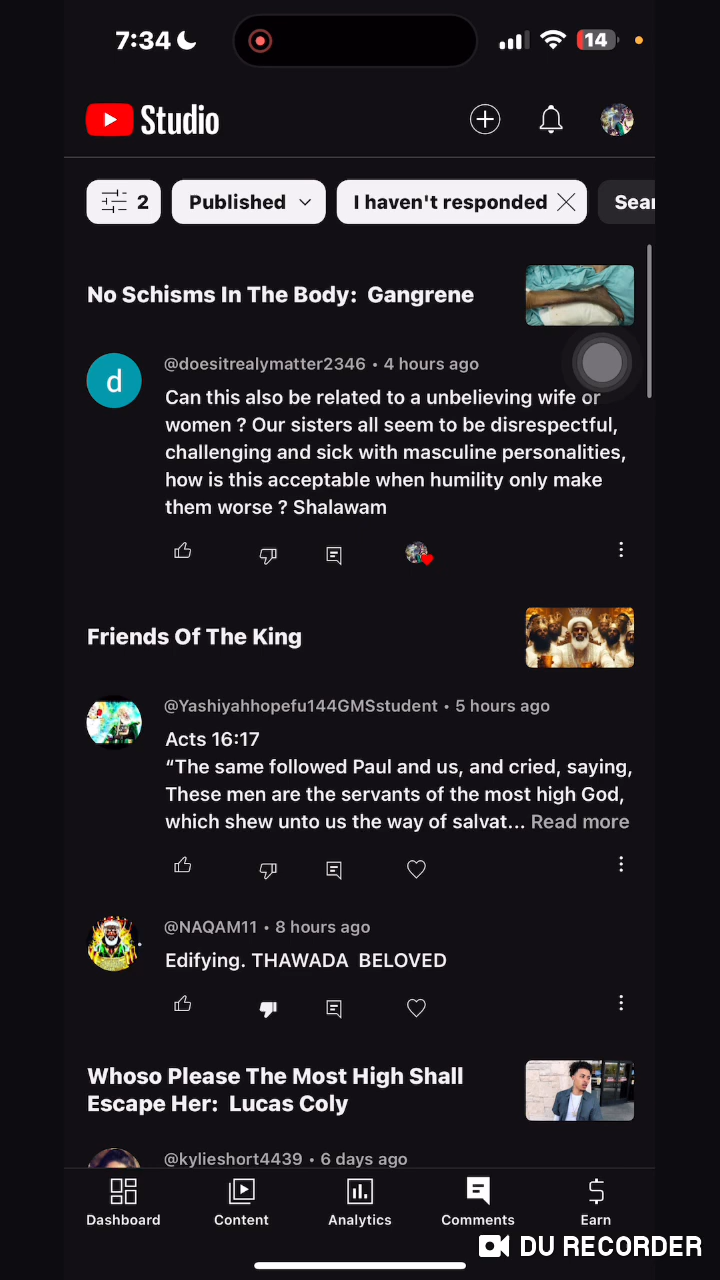 7:34
14
Studio
2
Published
I haven't responded
Sear
No Schisms In The Body: Gangrene
d
@doesitrealymatter2346 • 4 hours ago
Can this also be related to a unbelieving wife or
women ? Our sisters all seem to be disrespectful,
challenging and sick with masculine personalities,
how is this acceptable when humility only make
them worse ? Shalawam
Friends Of The King
@Yashiyahhopefu144GMSstudent • 5 hours ago
Acts 16:17
“The same followed Paul and us, and cried, saying,
These men are the servants of the most high God,
which shew unto us the way of salvat... Read more
@NAQAM11 • 8 hours ago
Edifying. THAWADA BELOVED
Whoso Please The Most High Shall
Escape Her: Lucas Coly
@kylieshort4439 • 6 days ago
Dashboard
Content
Analytics
Comments
Earn
DU RECORDER